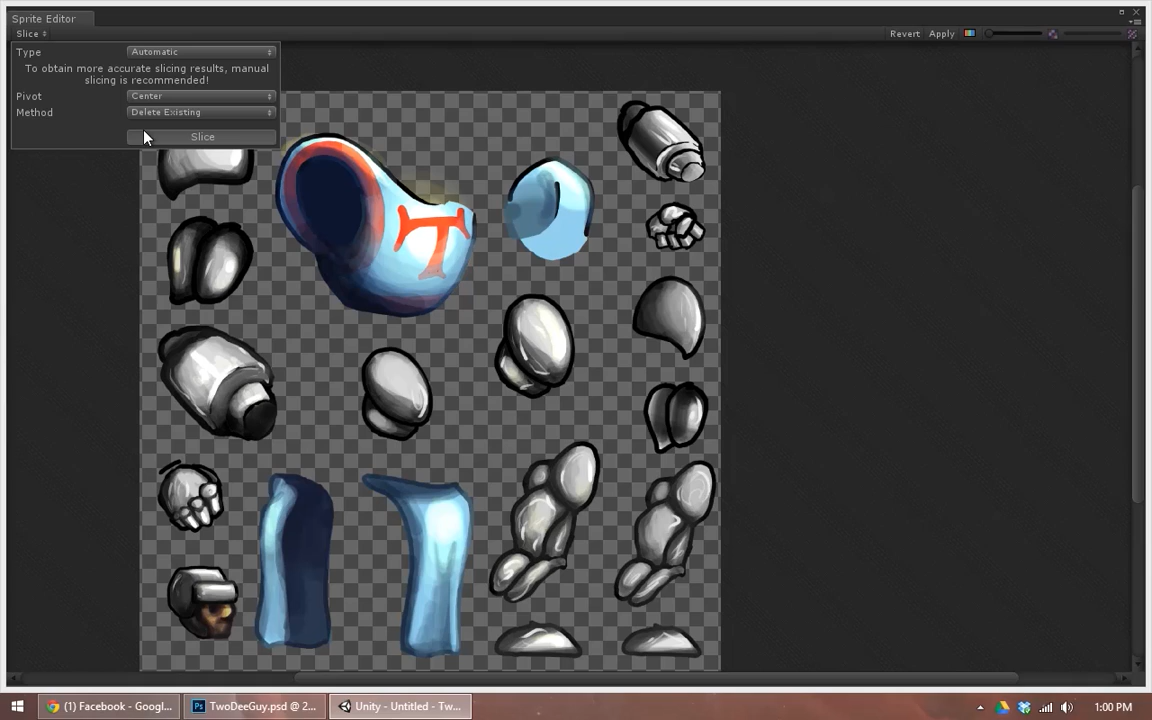 Sprite Editor
Slice
Revert Apply
Type Automatic
To obtain more accurate slicing results, manual
slicing is recommended!
Pivot Center
Method Delete Existing
Slice
T
(1) Facebook - Googl...
Ps TwoDeeGuy.psd @ 2...
Unity - Untitled - Tw...
1:00 PM